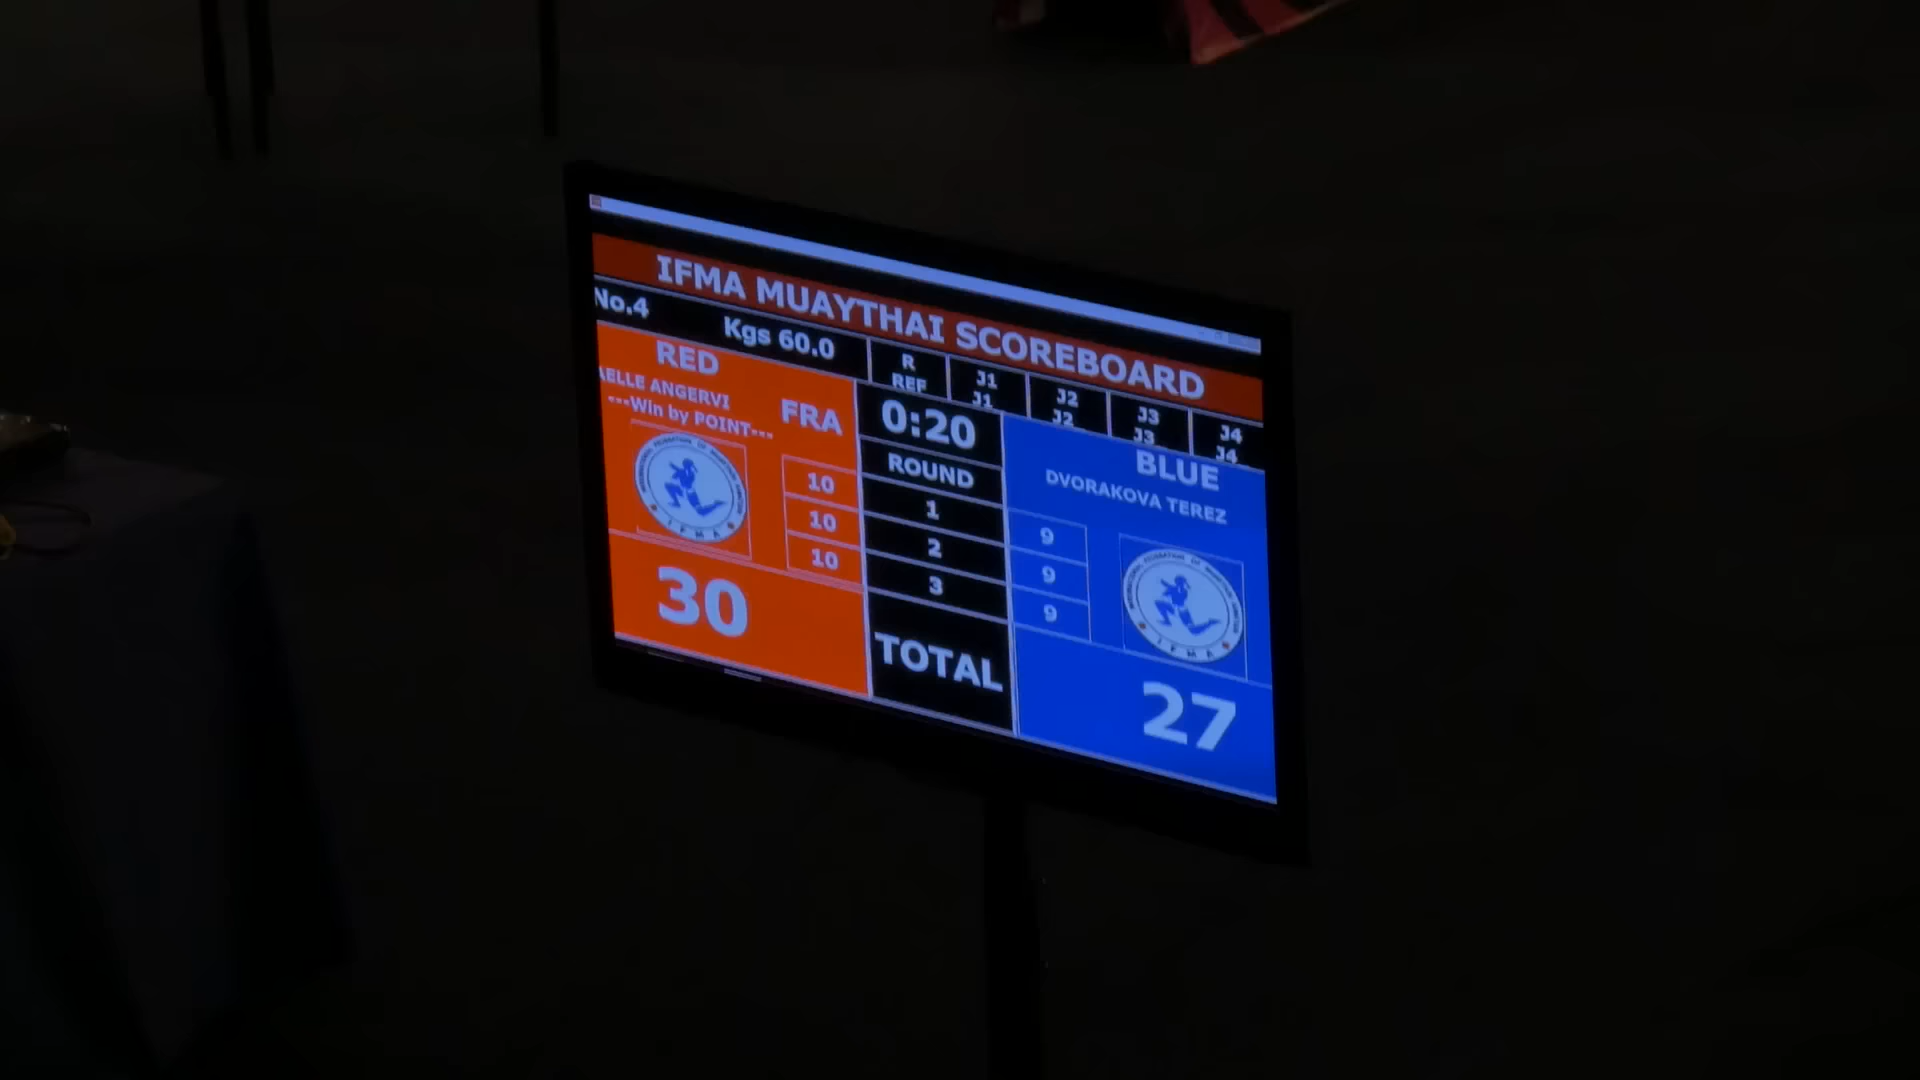 IFMA MUAYTHAI SCOREBOARD
No.4
Kgs 60.0
R
REF
J1
J1
J2
J2
J3
J3
J4
J4
RED
AELLE ANGERVI
---Win by POINT---
FRA
0:20
ROUND
BLUE
DVORAKOVA TEREZ
10
1
9
10
2
9
10
3
9
30
TOTAL
27
IFMA
IFMA